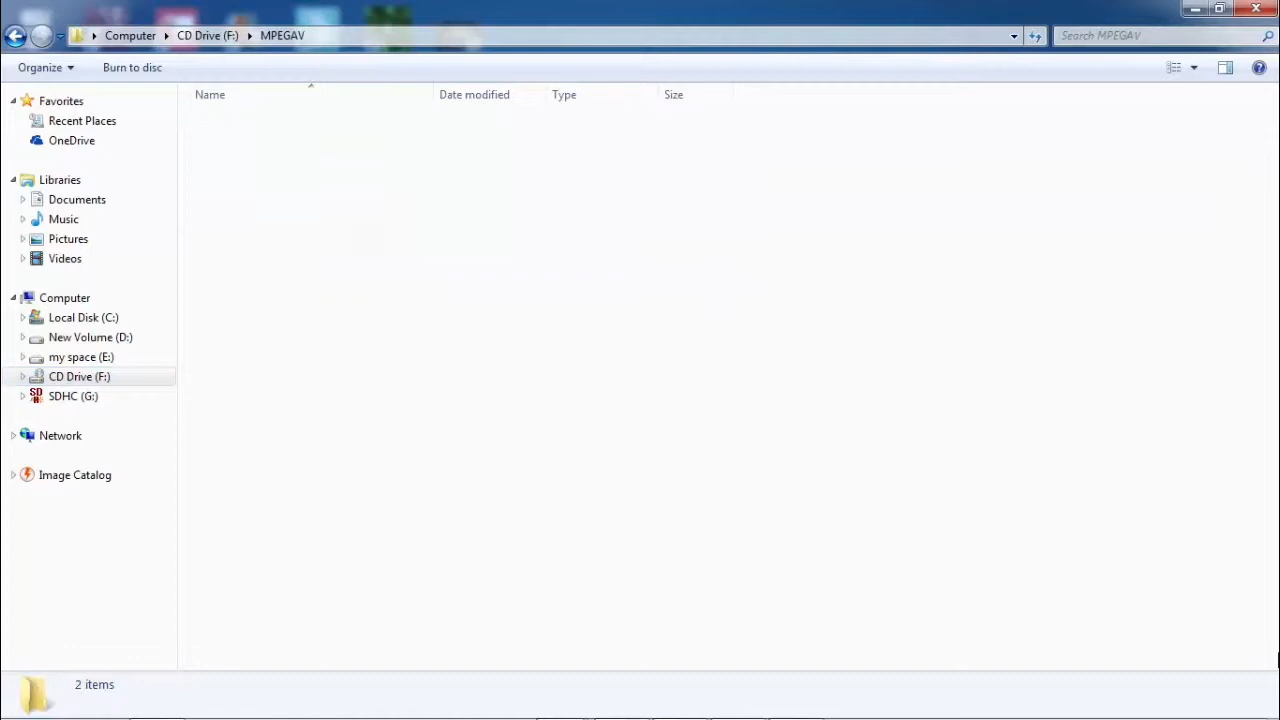 Computer CD Drive (F:) MPEGAV Search MPEGAV
Organize Burn to disc
Name Date modified Type Size
Favorites
Recent Places
OneDrive
Libraries
Documents
Music
Pictures
Videos
Computer
Local Disk (C:)
New Volume (D:)
my space (E:)
CD Drive (F:)
SDHC (G:)
Network
Image Catalog
2 items